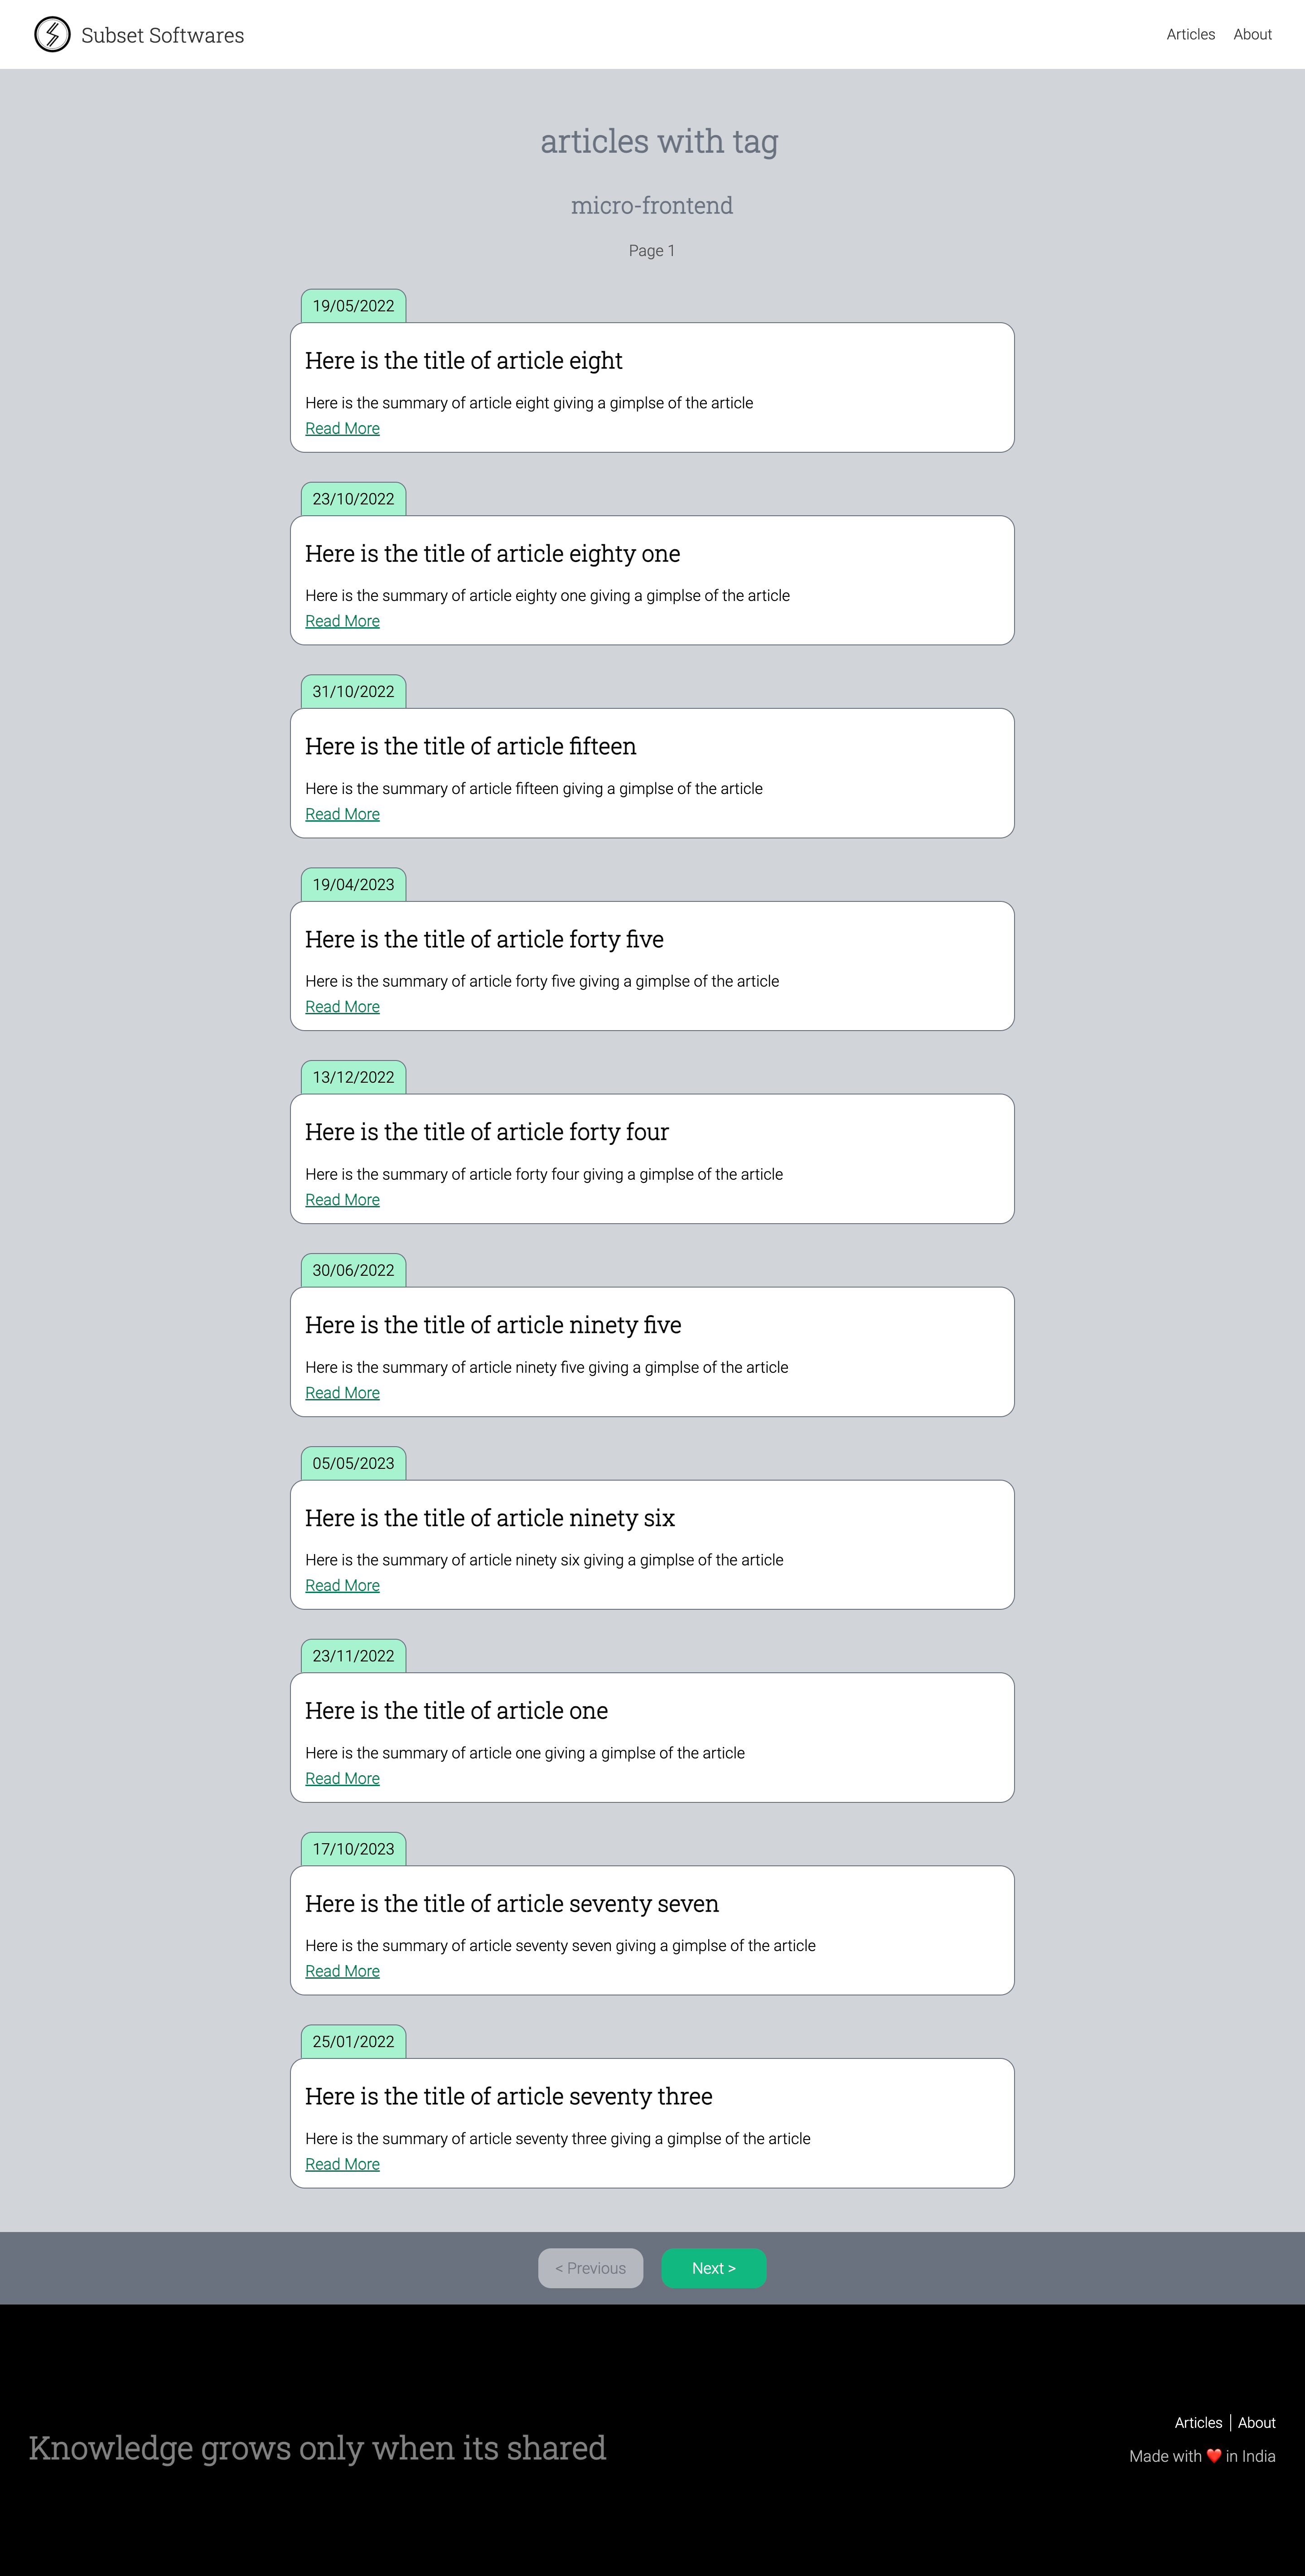 Subset Softwares
Articles About
articles with tag
micro-frontend
Page 1
19/05/2022
Here is the title of article eight
Here is the summary of article eight giving a gimplse of the article
Read More
23/10/2022
Here is the title of article eighty one
Here is the summary of article eighty one giving a gimplse of the article
Read More
31/10/2022
Here is the title of article fifteen
Here is the summary of article fifteen giving a gimplse of the article
Read More
19/04/2023
Here is the title of article forty five
Here is the summary of article forty five giving a gimplse of the article
Read More
13/12/2022
Here is the title of article forty four
Here is the summary of article forty four giving a gimplse of the article
Read More
30/06/2022
Here is the title of article ninety five
Here is the summary of article ninety five giving a gimplse of the article
Read More
05/05/2023
Here is the title of article ninety six
Here is the summary of article ninety six giving a gimplse of the article
Read More
23/11/2022
Here is the title of article one
Here is the summary of article one giving a gimplse of the article
Read More
17/10/2023
Here is the title of article seventy seven
Here is the summary of article seventy seven giving a gimplse of the article
Read More
25/01/2022
Here is the title of article seventy three
Here is the summary of article seventy three giving a gimplse of the article
Read More
< Previous Next >
Knowledge grows only when its shared
Articles | About
Made with ❤️ in India